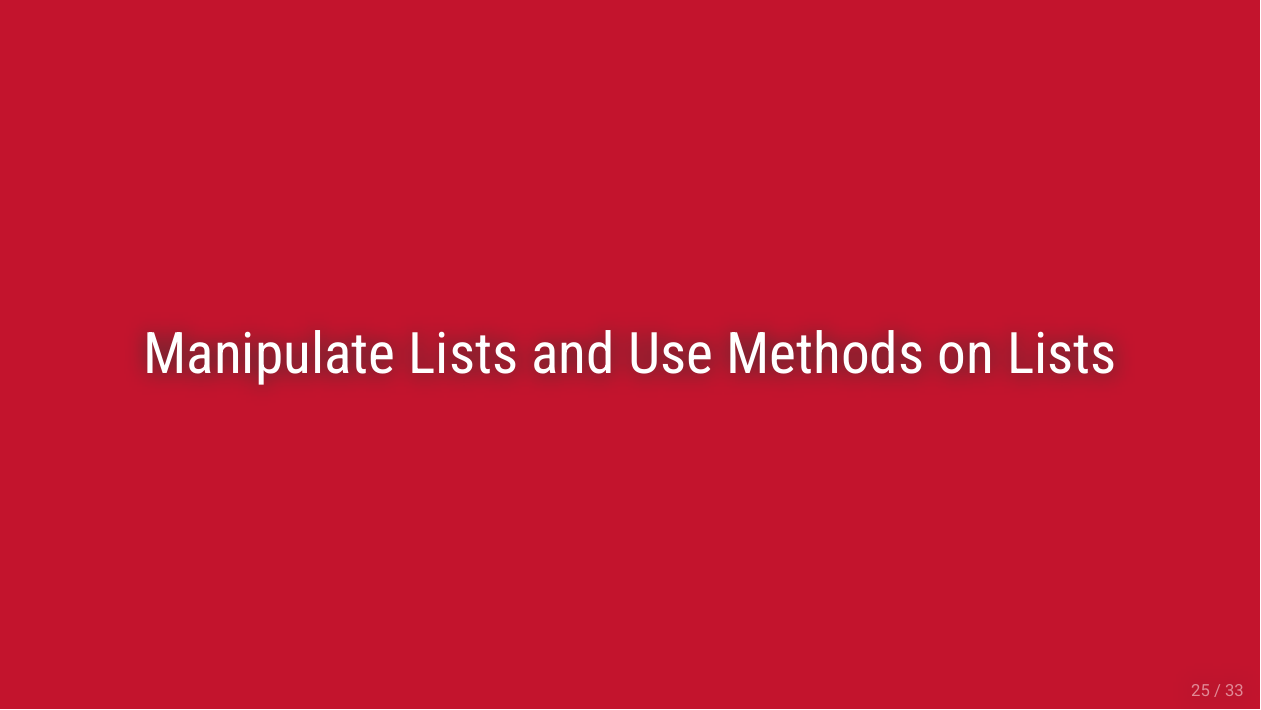 Manipulate Lists and Use Methods on Lists
25 / 33